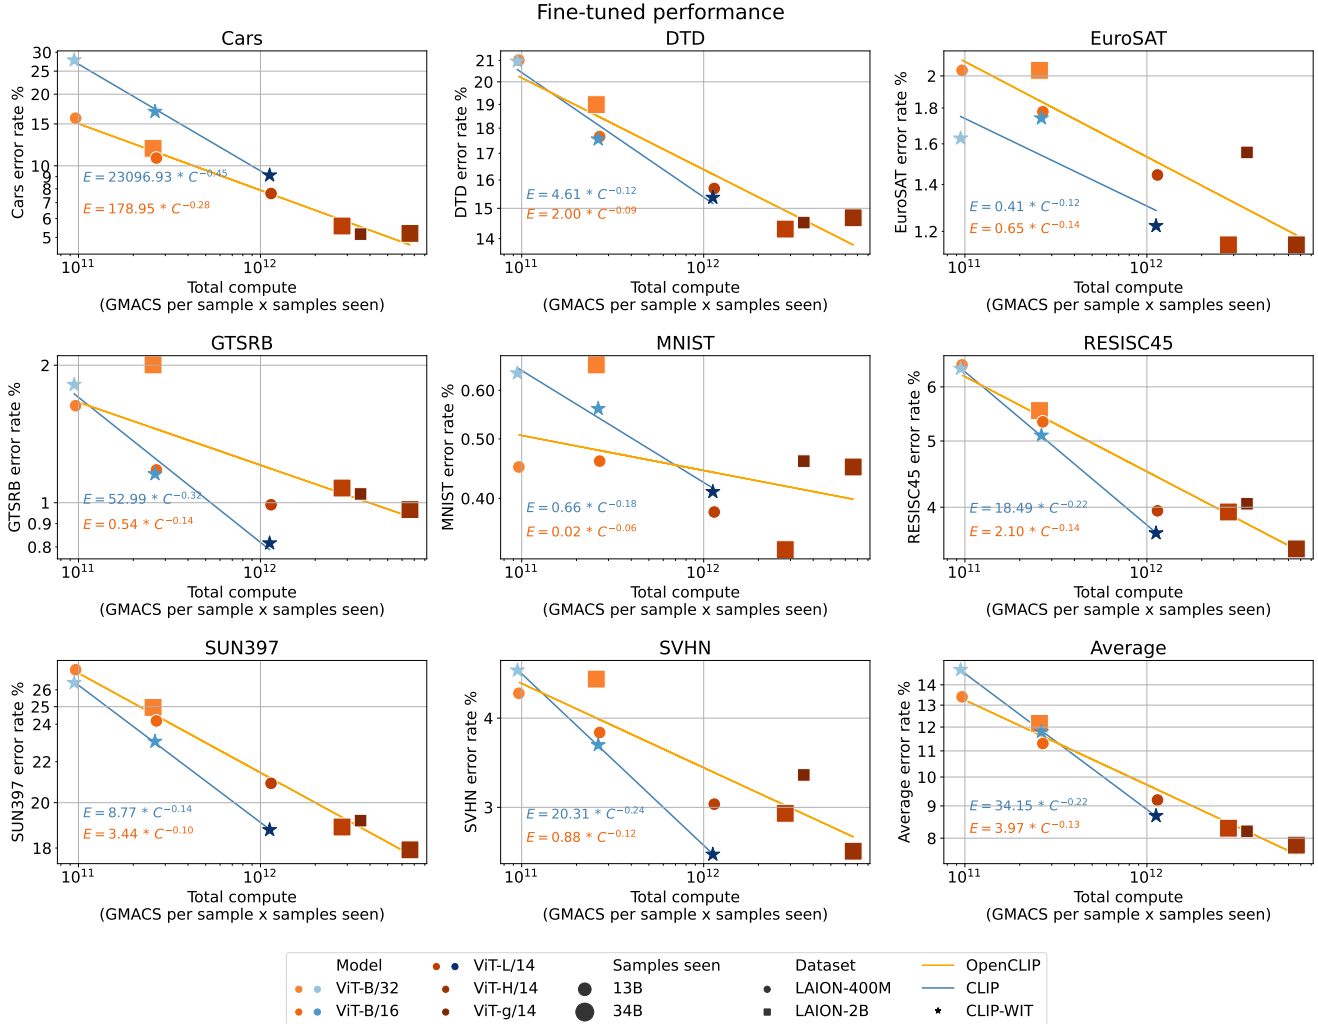 Fine-tuned performance
Cars
30
25
20
15
10
9
8
7
6
5
Cars error rate %
E = 23096.93 * C^−0.45
E = 178.95 * C^−0.28
10^11
10^12
Total compute
(GMACS per sample x samples seen)
DTD
21
20
19
18
17
16
15
14
DTD error rate %
E = 4.61 * C^−0.12
E = 2.00 * C^−0.09
10^11
10^12
Total compute
(GMACS per sample x samples seen)
EuroSAT
2
1.8
1.6
1.4
1.2
EuroSAT error rate %
E = 0.41 * C^−0.12
E = 0.65 * C^−0.14
10^11
10^12
Total compute
(GMACS per sample x samples seen)
GTSRB
2
1
0.9
0.8
GTSRB error rate %
E = 52.99 * C^−0.32
E = 0.54 * C^−0.14
10^11
10^12
Total compute
(GMACS per sample x samples seen)
MNIST
0.60
0.50
0.40
MNIST error rate %
E = 0.66 * C^−0.18
E = 0.02 * C^−0.06
10^11
10^12
Total compute
(GMACS per sample x samples seen)
RESISC45
6
5
4
RESISC45 error rate %
E = 18.49 * C^−0.22
E = 2.10 * C^−0.14
10^11
10^12
Total compute
(GMACS per sample x samples seen)
SUN397
26
25
22
20
18
SUN397 error rate %
E = 8.77 * C^−0.14
E = 3.44 * C^−0.10
10^11
10^12
Total compute
(GMACS per sample x samples seen)
SVHN
4
3
SVHN error rate %
E = 20.31 * C^−0.24
E = 0.88 * C^−0.12
10^11
10^12
Total compute
(GMACS per sample x samples seen)
Average
14
13
12
11
10
9
8
Average error rate %
E = 34.15 * C^−0.22
E = 3.97 * C^−0.13
10^11
10^12
Total compute
(GMACS per sample x samples seen)
Model
ViT-B/32
ViT-B/16
ViT-L/14
ViT-H/14
ViT-g/14
Samples seen
13B
34B
Dataset
LAION-400M
LAION-2B
OpenCLIP
CLIP
CLIP-WIT